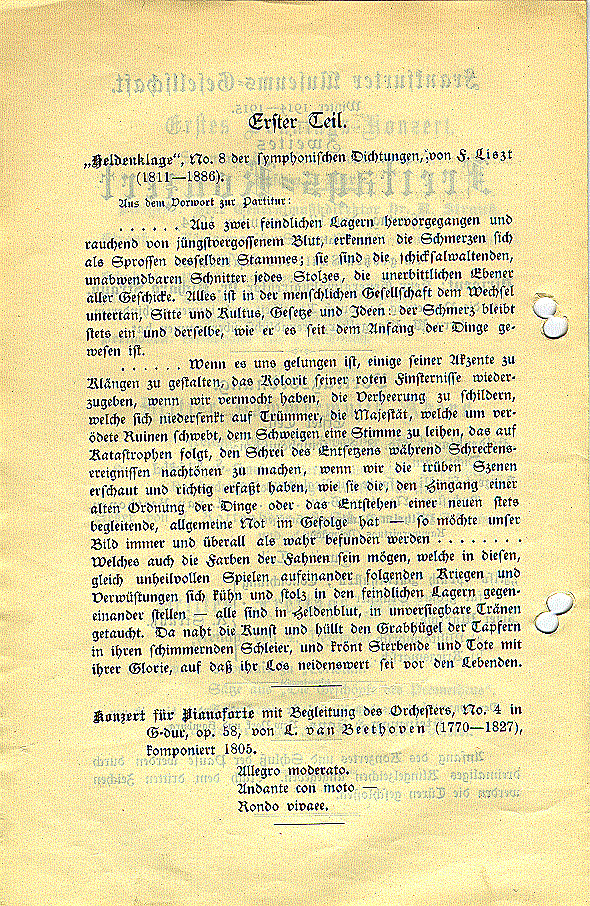 Erster Teil.
„Heldenklage“, No. 8 der symphonischen Dichtungen, von F. Liszt
(1811—1886).
Aus dem Vorwort zur Partitur:
. . . . . . Aus zwei feindlichen Lagern hervorgegangen und
rauchend von jüngstvergossenem Blut, erkennen die Schmerzen sich
als Sprossen desselben Stammes; sie sind die schicksalwaltenden,
unabwendbaren Schnitter jedes Stolzes, die unerbittlichen Ebener
aller Geschicke. Alles ist in der menschlichen Gesellschaft dem Wechsel
untertan, Sitte und Kultus, Gesetze und Ideen: der Schmerz bleibt
stets ein und derselbe, wie er es seit dem Anfang der Dinge ge-
wesen ist.
. . . . . . Wenn es uns gelungen ist, einige seiner Akzente zu
Klängen zu gestalten, das Kolorit seiner roten Finsternisse wieder-
zugeben, wenn wir vermocht haben, die Verheerung zu schildern,
welche sich niedersenkt auf Trümmer, die Majestät, welche um ver-
ödete Ruinen schwebt, dem Schweigen eine Stimme zu leihen, das auf
Katastrophen folgt, den Schrei des Entsetzens während Schreckens-
ereignissen nachtönen zu machen, wenn wir die trüben Szenen
erschaut und richtig erfaßt haben, wie sie die, den Hingang einer
alten Ordnung der Dinge oder das Entstehen einer neuen stets
begleitende, allgemeine Not im Gefolge hat — so möchte unser
Bild immer und überall als wahr befunden werden . . . . . . . . .
Welches auch die Farben der Fahnen sein mögen, welche in diesen,
gleich unheilvollen Spielen aufeinander folgenden Kriegen und
Verwüstungen sich kühn und stolz in den feindlichen Lagern gegen-
einander stellen — alle sind in Heldenblut, in unversiegbare Tränen
getaucht. Da naht die Kunst und hüllt den Grabhügel der Tapfern
in ihren schimmernden Schleier, und krönt Sterbende und Tote mit
ihrer Glorie, auf daß ihr Los neidenswert sei vor den Lebenden.
Konzert für Pianoforte mit Begleitung des Orchesters, No. 4 in
G-dur, op. 58, von L. van Beethoven (1770—1827),
komponiert 1805.
Allegro moderato.
Andante con moto —
Rondo vivace.